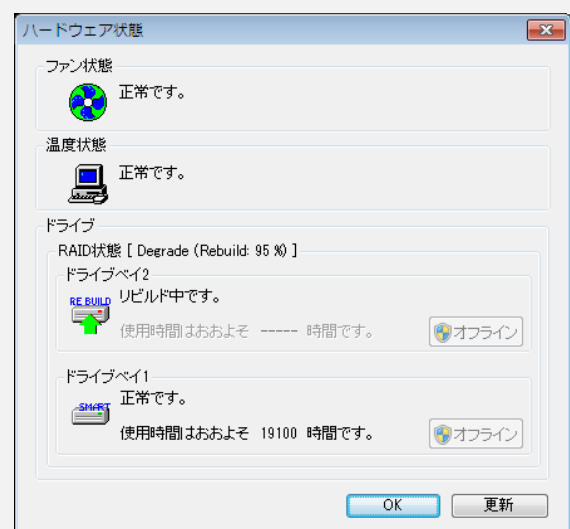 ハードウェア状態
ファン状態
正常です。
温度状態
正常です。
ドライブ
RAID状態 [ Degrade (Rebuild: 95 %) ]
ドライブベイ2
RE BUILD
リビルド中です。
使用時間はおおよそ ----- 時間です。
オフライン
ドライブベイ1
SMART
正常です。
使用時間はおおよそ 19100 時間です。
オフライン
OK
更新